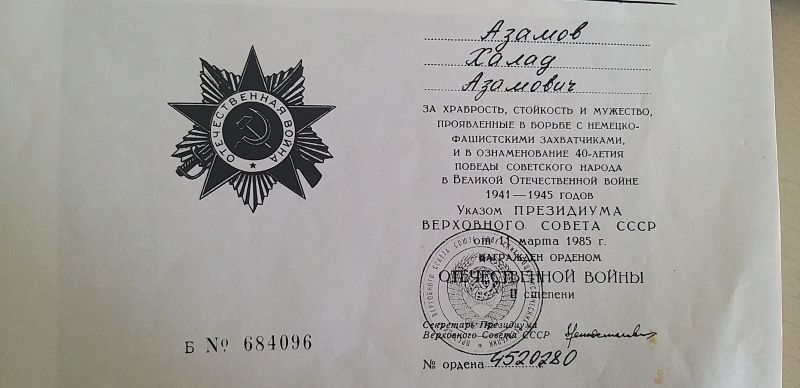 ОТЕЧЕСТВЕННАЯ ВОЙНА
Б № 684096
Азамов
Халад
Азамович
ЗА ХРАБРОСТЬ, СТОЙКОСТЬ И МУЖЕСТВО,
ПРОЯВЛЕННЫЕ В БОРЬБЕ С НЕМЕЦКО-
ФАШИСТСКИМИ ЗАХВАТЧИКАМИ,
И В ОЗНАМЕНОВАНИЕ 40-ЛЕТИЯ
ПОБЕДЫ СОВЕТСКОГО НАРОДА
В ВЕЛИКОЙ ОТЕЧЕСТВЕННОЙ ВОЙНЕ
1941—1945 ГОДОВ
УКАЗОМ ПРЕЗИДИУМА
ВЕРХОВНОГО СОВЕТА СССР
от 11 марта 1985 г.
НАГРАЖДЕН ОРДЕНОМ
ОТЕЧЕСТВЕННОЙ ВОЙНЫ
II степени
Секретарь Президиума
Верховного Совета СССР
№ ордена 4520280